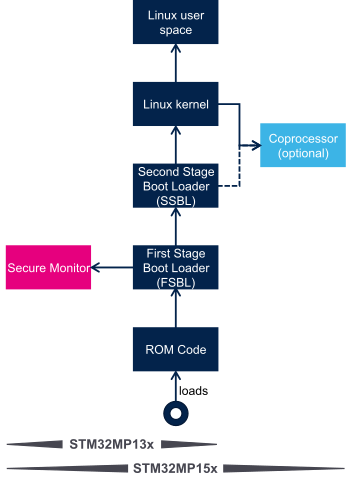 Linux user
space
Linux kernel
Coprocessor
(optional)
Second Stage
Boot Loader
(SSBL)
First Stage
Boot Loader
(FSBL)
Secure Monitor
ROM Code
loads
STM32MP13x
STM32MP15x